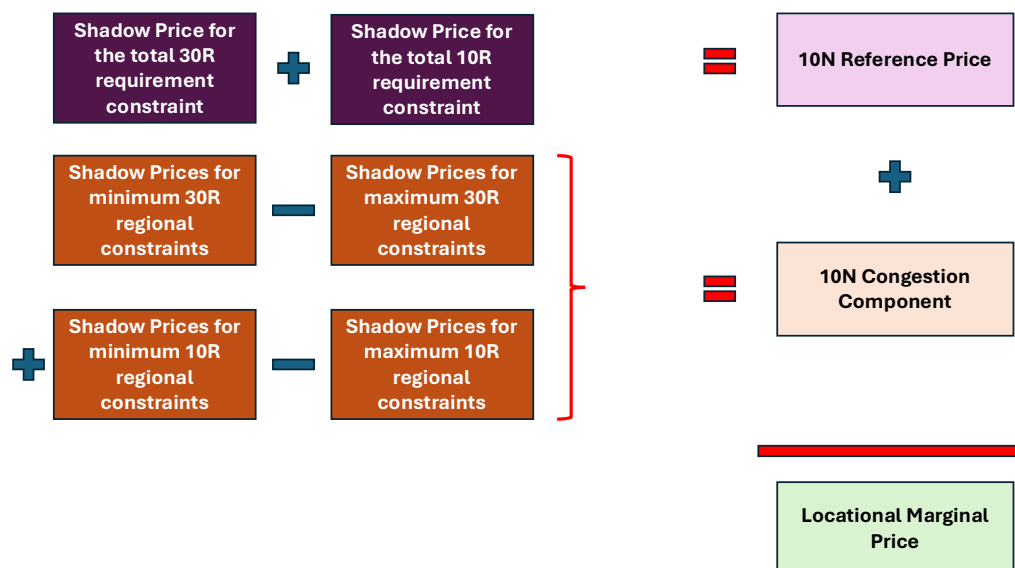 Shadow Price for
the total 30R
requirement
constraint
Shadow Price for
the total 10R
requirement
constraint
10N Reference Price
Shadow Prices for
minimum 30R
regional
constraints
Shadow Prices for
maximum 30R
regional
constraints
10N Congestion
Component
Shadow Prices for
minimum 10R
regional
constraints
Shadow Prices for
maximum 10R
regional
constraints
Locational Marginal
Price